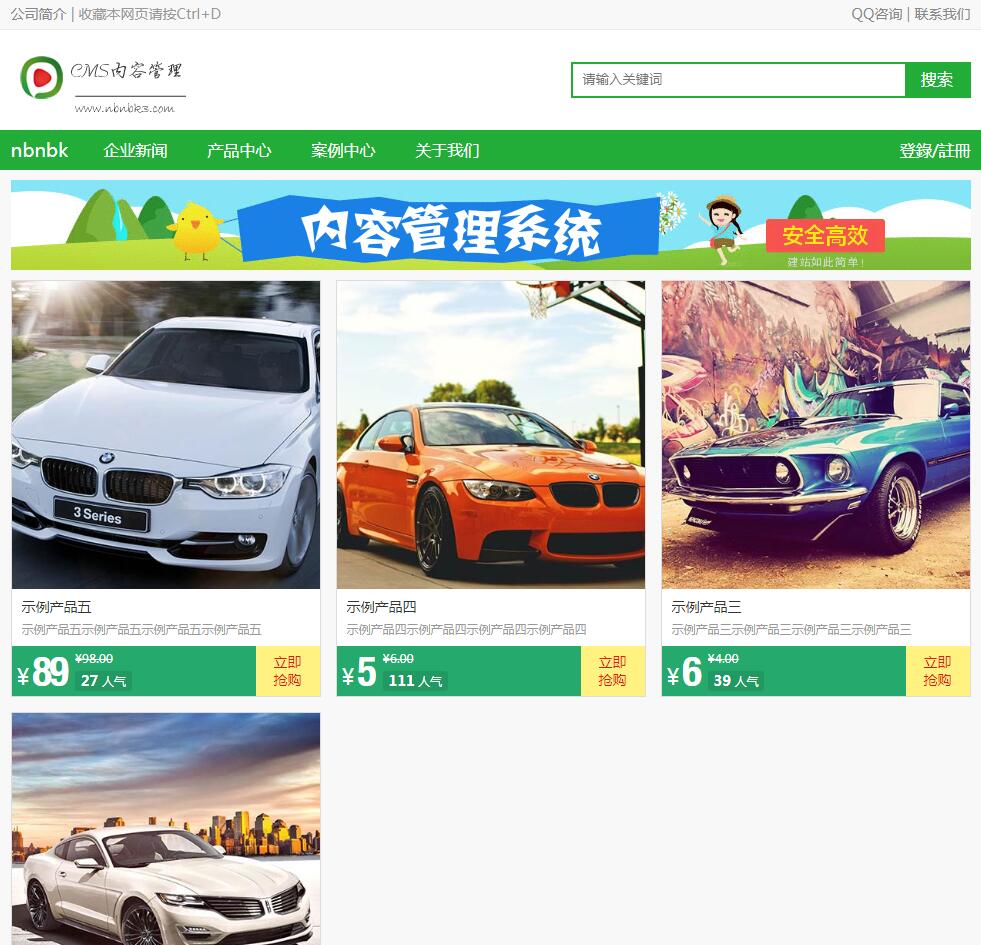 公司简介 | 收藏本网页请按Ctrl+D
QQ咨询 | 联系我们
CMS内容管理
www.nbnbk3.com
请输入关键词
搜索
nbnbk 企业新闻 产品中心 案例中心 关于我们 登錄/註冊
内容管理系统
安全高效
建站如此简单！
3 Series
示例产品五
示例产品五示例产品五示例产品五示例产品五
¥89 ¥98.00
27 人气
立即
抢购
示例产品四
示例产品四示例产品四示例产品四示例产品四
¥5 ¥6.00
111 人气
立即
抢购
示例产品三
示例产品三示例产品三示例产品三示例产品三
¥6 ¥4.00
39 人气
立即
抢购